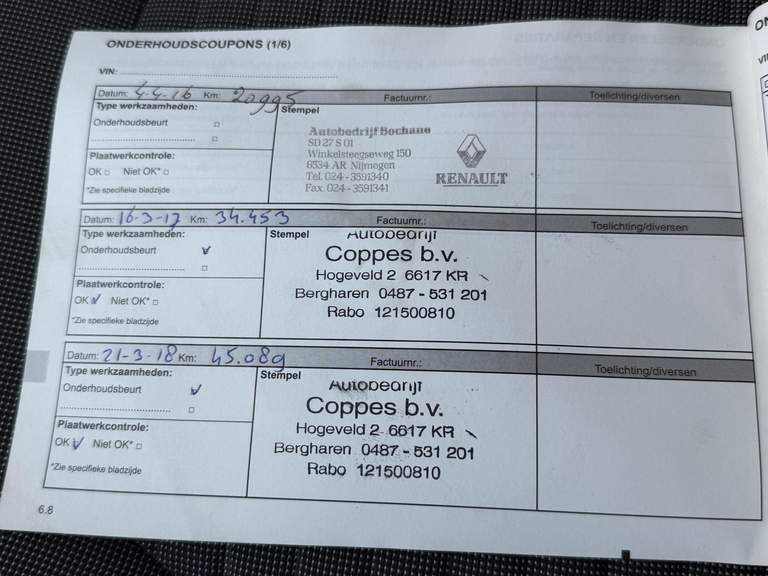 ONDERHOUDSCOUPONS (1/6)
VIN:
Datum: 4-4-16 Km: 20995 Factuurnr.: Toelichting/diversen
Type werkzaamheden:
Onderhoudsbeurt
Plaatwerkcontrole:
OK Niet OK*
*Zie specifieke bladzijde
Stempel
Autobedrijf Bochane
SD 27 S 01
Winkelsteegseweg 150
6534 AR Nijmegen
Tel. 024-3591340
Fax. 024-3591341
RENAULT
Datum: 16-3-17 Km: 34.453 Factuurnr.: Toelichting/diversen
Type werkzaamheden:
Onderhoudsbeurt
Plaatwerkcontrole:
OK Niet OK*
*Zie specifieke bladzijde
Stempel
Autobedrijf
Coppes b.v.
Hogeveld 2 6617 KR
Bergharen 0487-531 201
Rabo 121500810
Datum: 21-3-18 Km: 45.089 Factuurnr.: Toelichting/diversen
Type werkzaamheden:
Onderhoudsbeurt
Plaatwerkcontrole:
OK Niet OK*
*Zie specifieke bladzijde
Stempel
Autobedrijf
Coppes b.v.
Hogeveld 2 6617 KR
Bergharen 0487-531 201
Rabo 121500810
6.8